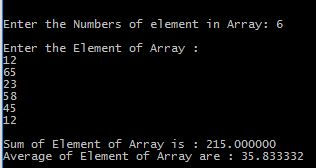 Enter the Numbers of element in Array: 6
Enter the Element of Array :
12
65
23
58
45
12
Sum of Element of Array is : 215.000000
Average of Element of Array are : 35.833332